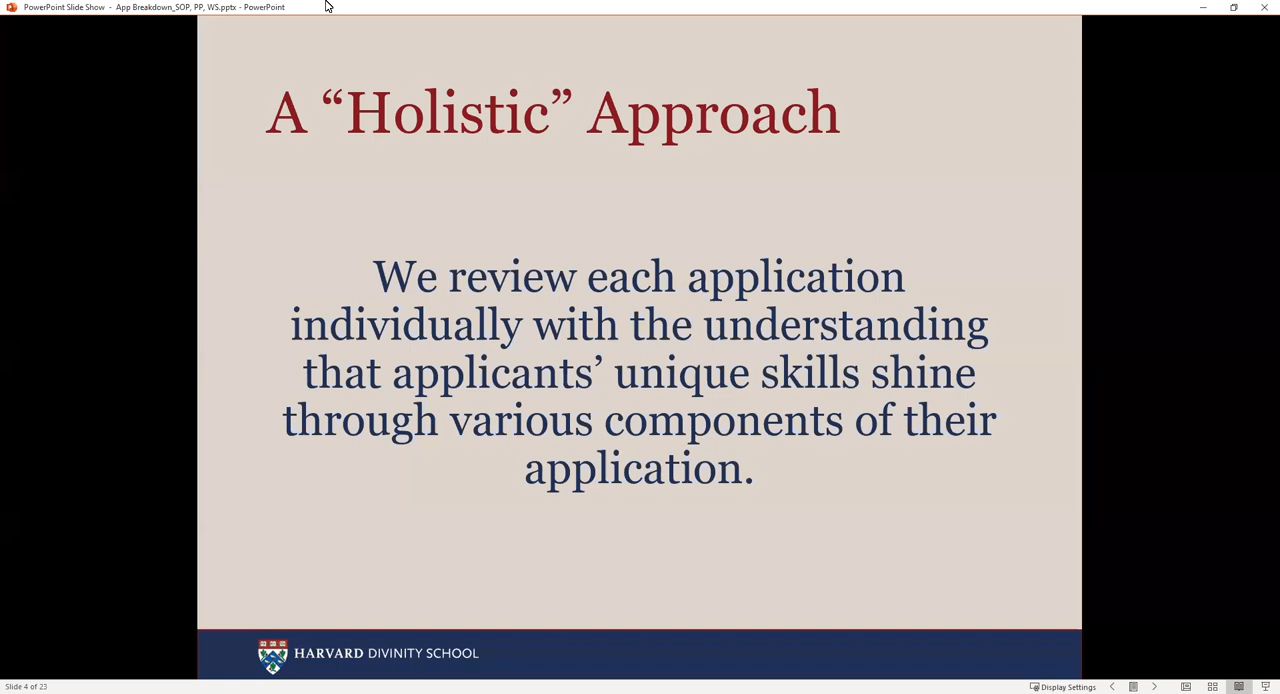 PowerPoint Slide Show - App Breakdown_SOP, PP, WS.pptx - PowerPoint
A “Holistic” Approach
We review each application
individually with the understanding
that applicants’ unique skills shine
through various components of their
application.
HARVARD DIVINITY SCHOOL
Slide 4 of 23
Display Settings